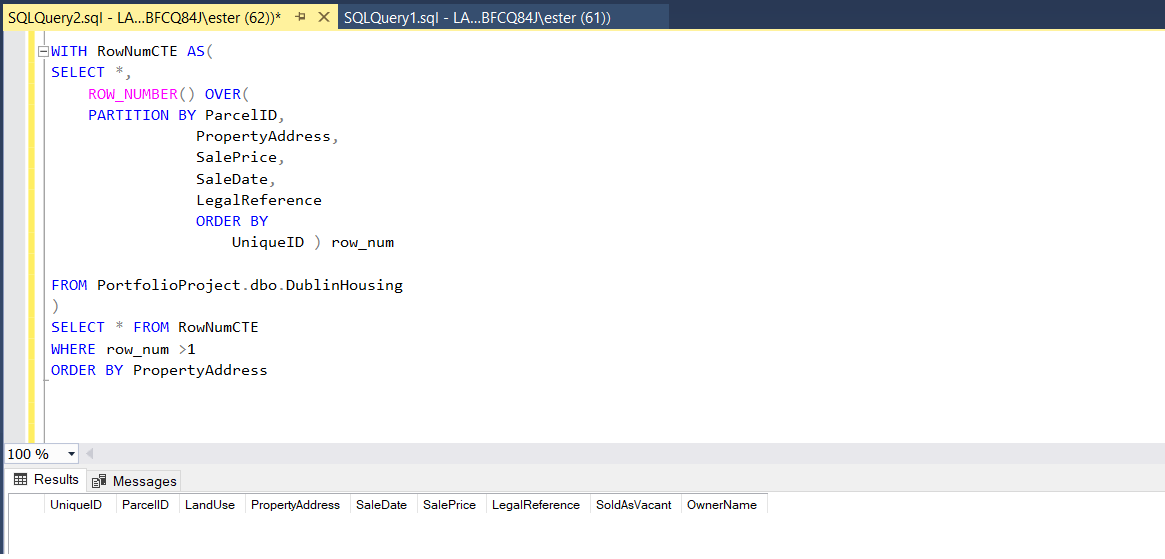 SQLQuery2.sql - LA...BFCQ84J\ester (62))* SQLQuery1.sql - LA...BFCQ84J\ester (61))
WITH RowNumCTE AS(
SELECT *,
ROW_NUMBER() OVER(
PARTITION BY ParcelID,
PropertyAddress,
SalePrice,
SaleDate,
LegalReference
ORDER BY
UniqueID ) row_num
FROM PortfolioProject.dbo.DublinHousing
)
SELECT * FROM RowNumCTE
WHERE row_num >1
ORDER BY PropertyAddress
100 %
Results Messages
UniqueID ParcelID LandUse PropertyAddress SaleDate SalePrice LegalReference SoldAsVacant OwnerName